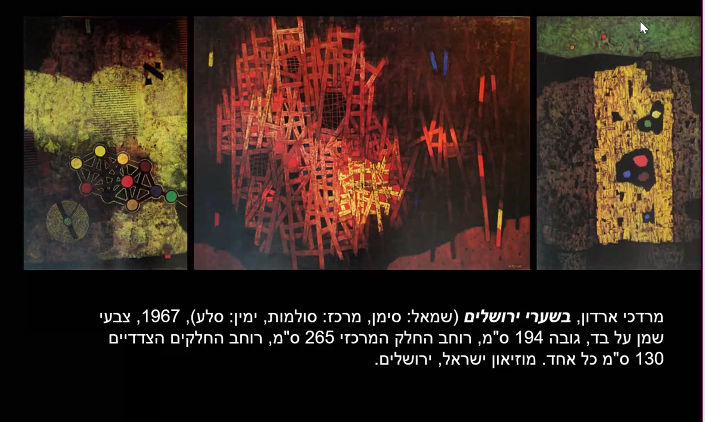 א
מרדכי ארדון, בשערי ירושלים (שמאל: סימן, מרכז: סולמות, ימין: סלע), 1967, צבעי
שמן על בד, גובה 194 ס"מ, רוחב החלק המרכזי 265 ס"מ, רוחב החלקים הצדדיים
130 ס"מ כל אחד. מוזיאון ישראל, ירושלים.